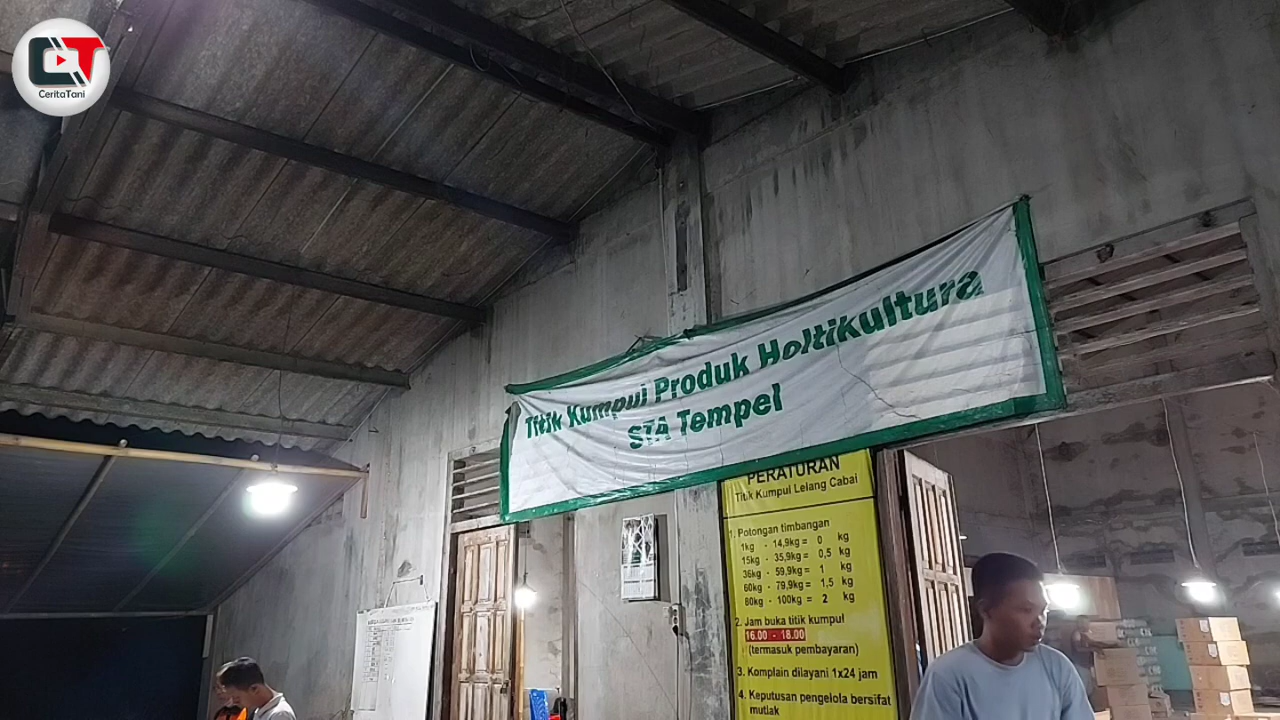 CT
CeritaTani
Titik Kumpul Produk Holtikultura
STA Tempel
PERATURAN
Titik Kumpul Lelang Cabai
1. Potongan timbangan
1kg - 14,9kg = 0 kg
15kg - 35,9kg = 0,5 kg
36kg - 59,9kg = 1 kg
60kg - 79,9kg = 1,5 kg
80kg - 100kg = 2 kg
2. Jam buka titik kumpul
16.00 - 18.00
(termasuk pembayaran)
3. Komplain dilayani 1x24 jam
4. Keputusan pengelola bersifat
mutlak